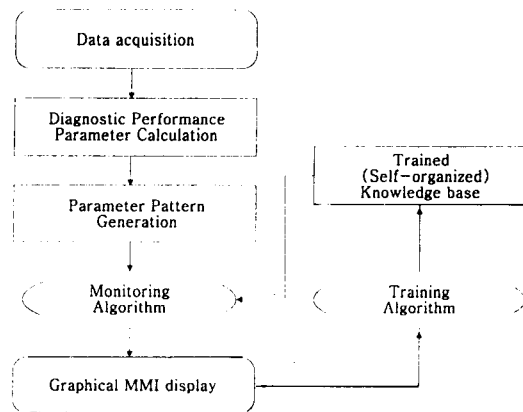 Data acquisition
Diagnostic Performance
Parameter Calculation
Parameter Pattern
Generation
Monitoring
Algorithm
Graphical MMI display
Trained
(Self-organized)
Knowledge base
Training
Algorithm